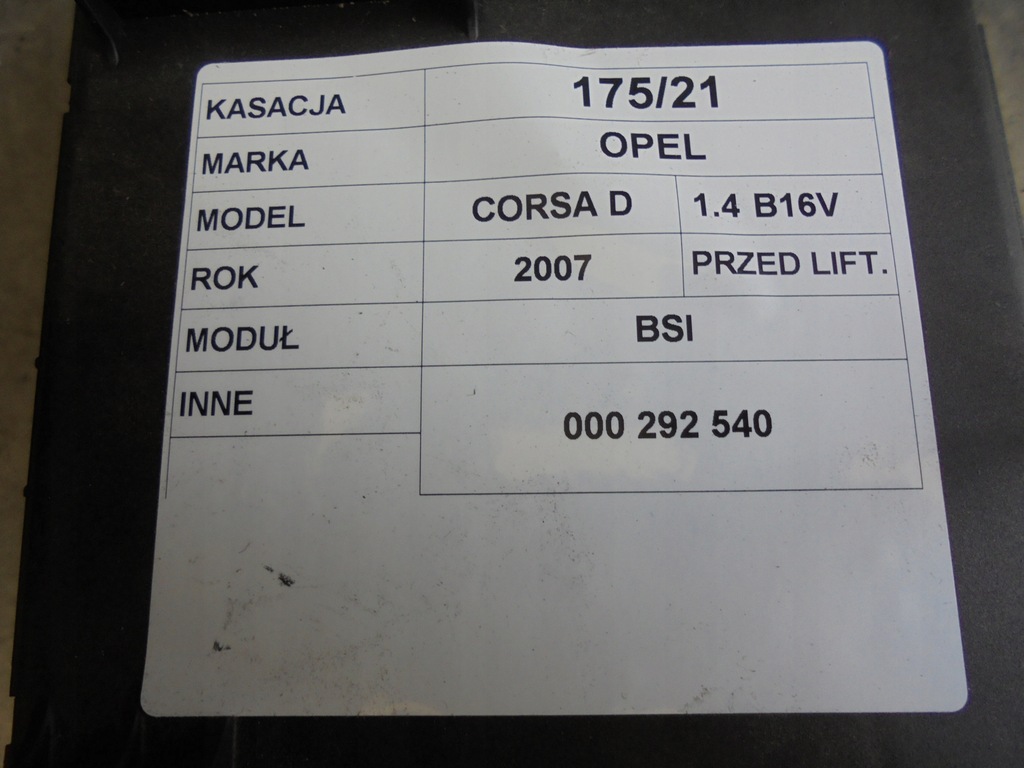 KASACJA 175/21
MARKA OPEL
MODEL CORSA D 1.4 B16V
ROK 2007 PRZED LIFT.
MODUŁ BSI
INNE 000 292 540